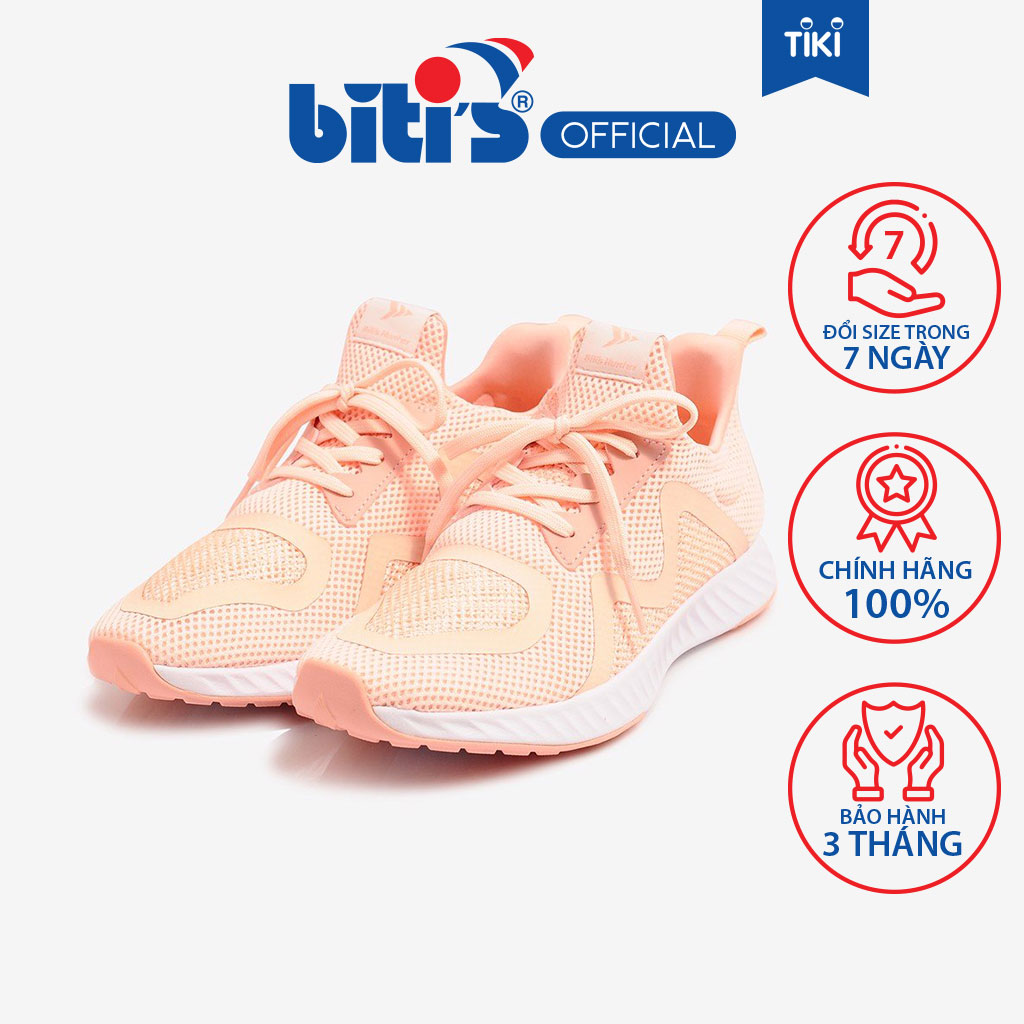 TiKi
biti's® OFFICIAL
7
ĐỔI SIZE TRONG
7 NGÀY
CHÍNH HÃNG
100%
BẢO HÀNH
3 THÁNG